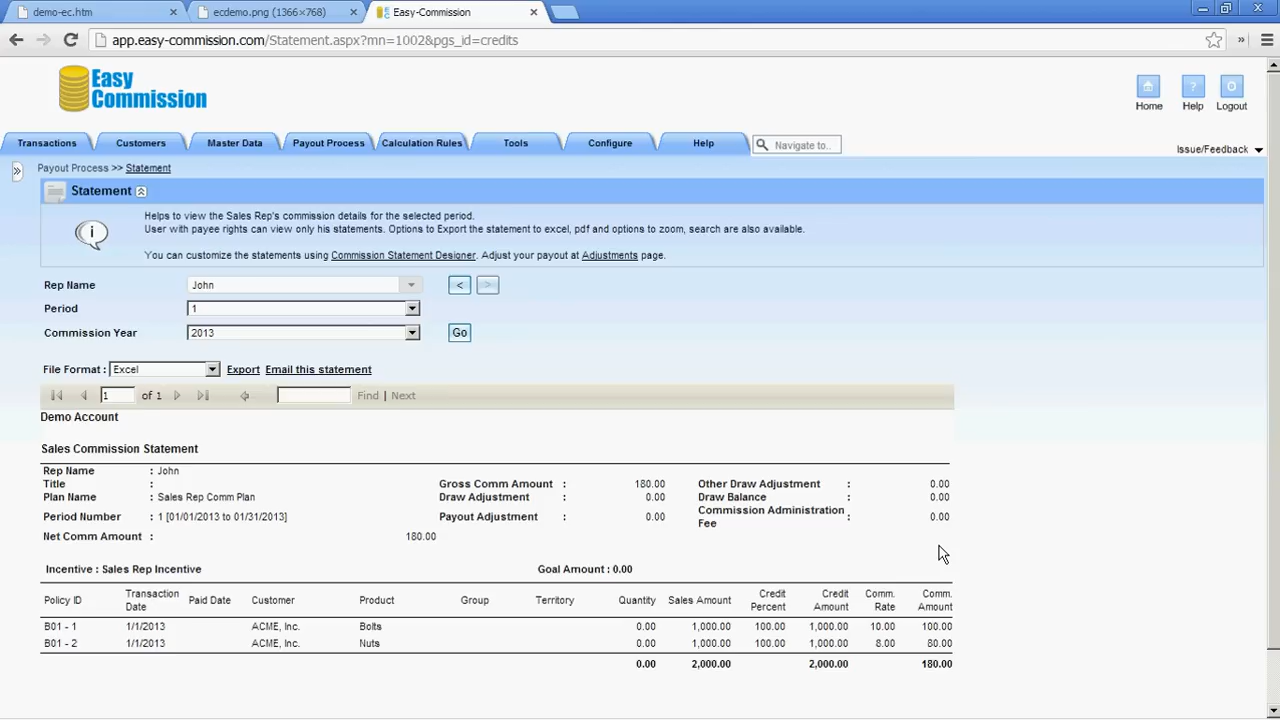 demo-ec.htm × ecdemo.png (1366×768) × Easy-Commission ×
app.easy-commission.com/Statement.aspx?mn=1002&pgs_id=credits
Easy
Commission
Home Help Logout
Transactions Customers Master Data Payout Process Calculation Rules Tools Configure Help Navigate to..
Issue/Feedback
Payout Process >> Statement
Statement
Helps to view the Sales Rep's commission details for the selected period.
User with payee rights can view only his statements. Options to Export the statement to excel, pdf and options to zoom, search are also available.
You can customize the statements using Commission Statement Designer. Adjust your payout at Adjustments page.
Rep Name John < >
Period 1
Commission Year 2013 Go
File Format : Excel Export Email this statement
1 of 1 Find | Next
Demo Account
Sales Commission Statement
Rep Name : John
Title : Gross Comm Amount : 180.00 Other Draw Adjustment : 0.00
Plan Name : Sales Rep Comm Plan Draw Adjustment : 0.00 Draw Balance : 0.00
Period Number : 1 [01/01/2013 to 01/31/2013] Payout Adjustment : 0.00 Commission Administration Fee : 0.00
Net Comm Amount : 180.00
Incentive : Sales Rep Incentive Goal Amount : 0.00
Policy ID Transaction Date Paid Date Customer Product Group Territory Quantity Sales Amount Credit Percent Credit Amount Comm. Rate Comm. Amount
B01 - 1 1/1/2013 ACME, Inc. Bolts 0.00 1,000.00 100.00 1,000.00 10.00 100.00
B01 - 2 1/1/2013 ACME, Inc. Nuts 0.00 1,000.00 100.00 1,000.00 8.00 80.00
0.00 2,000.00 2,000.00 180.00